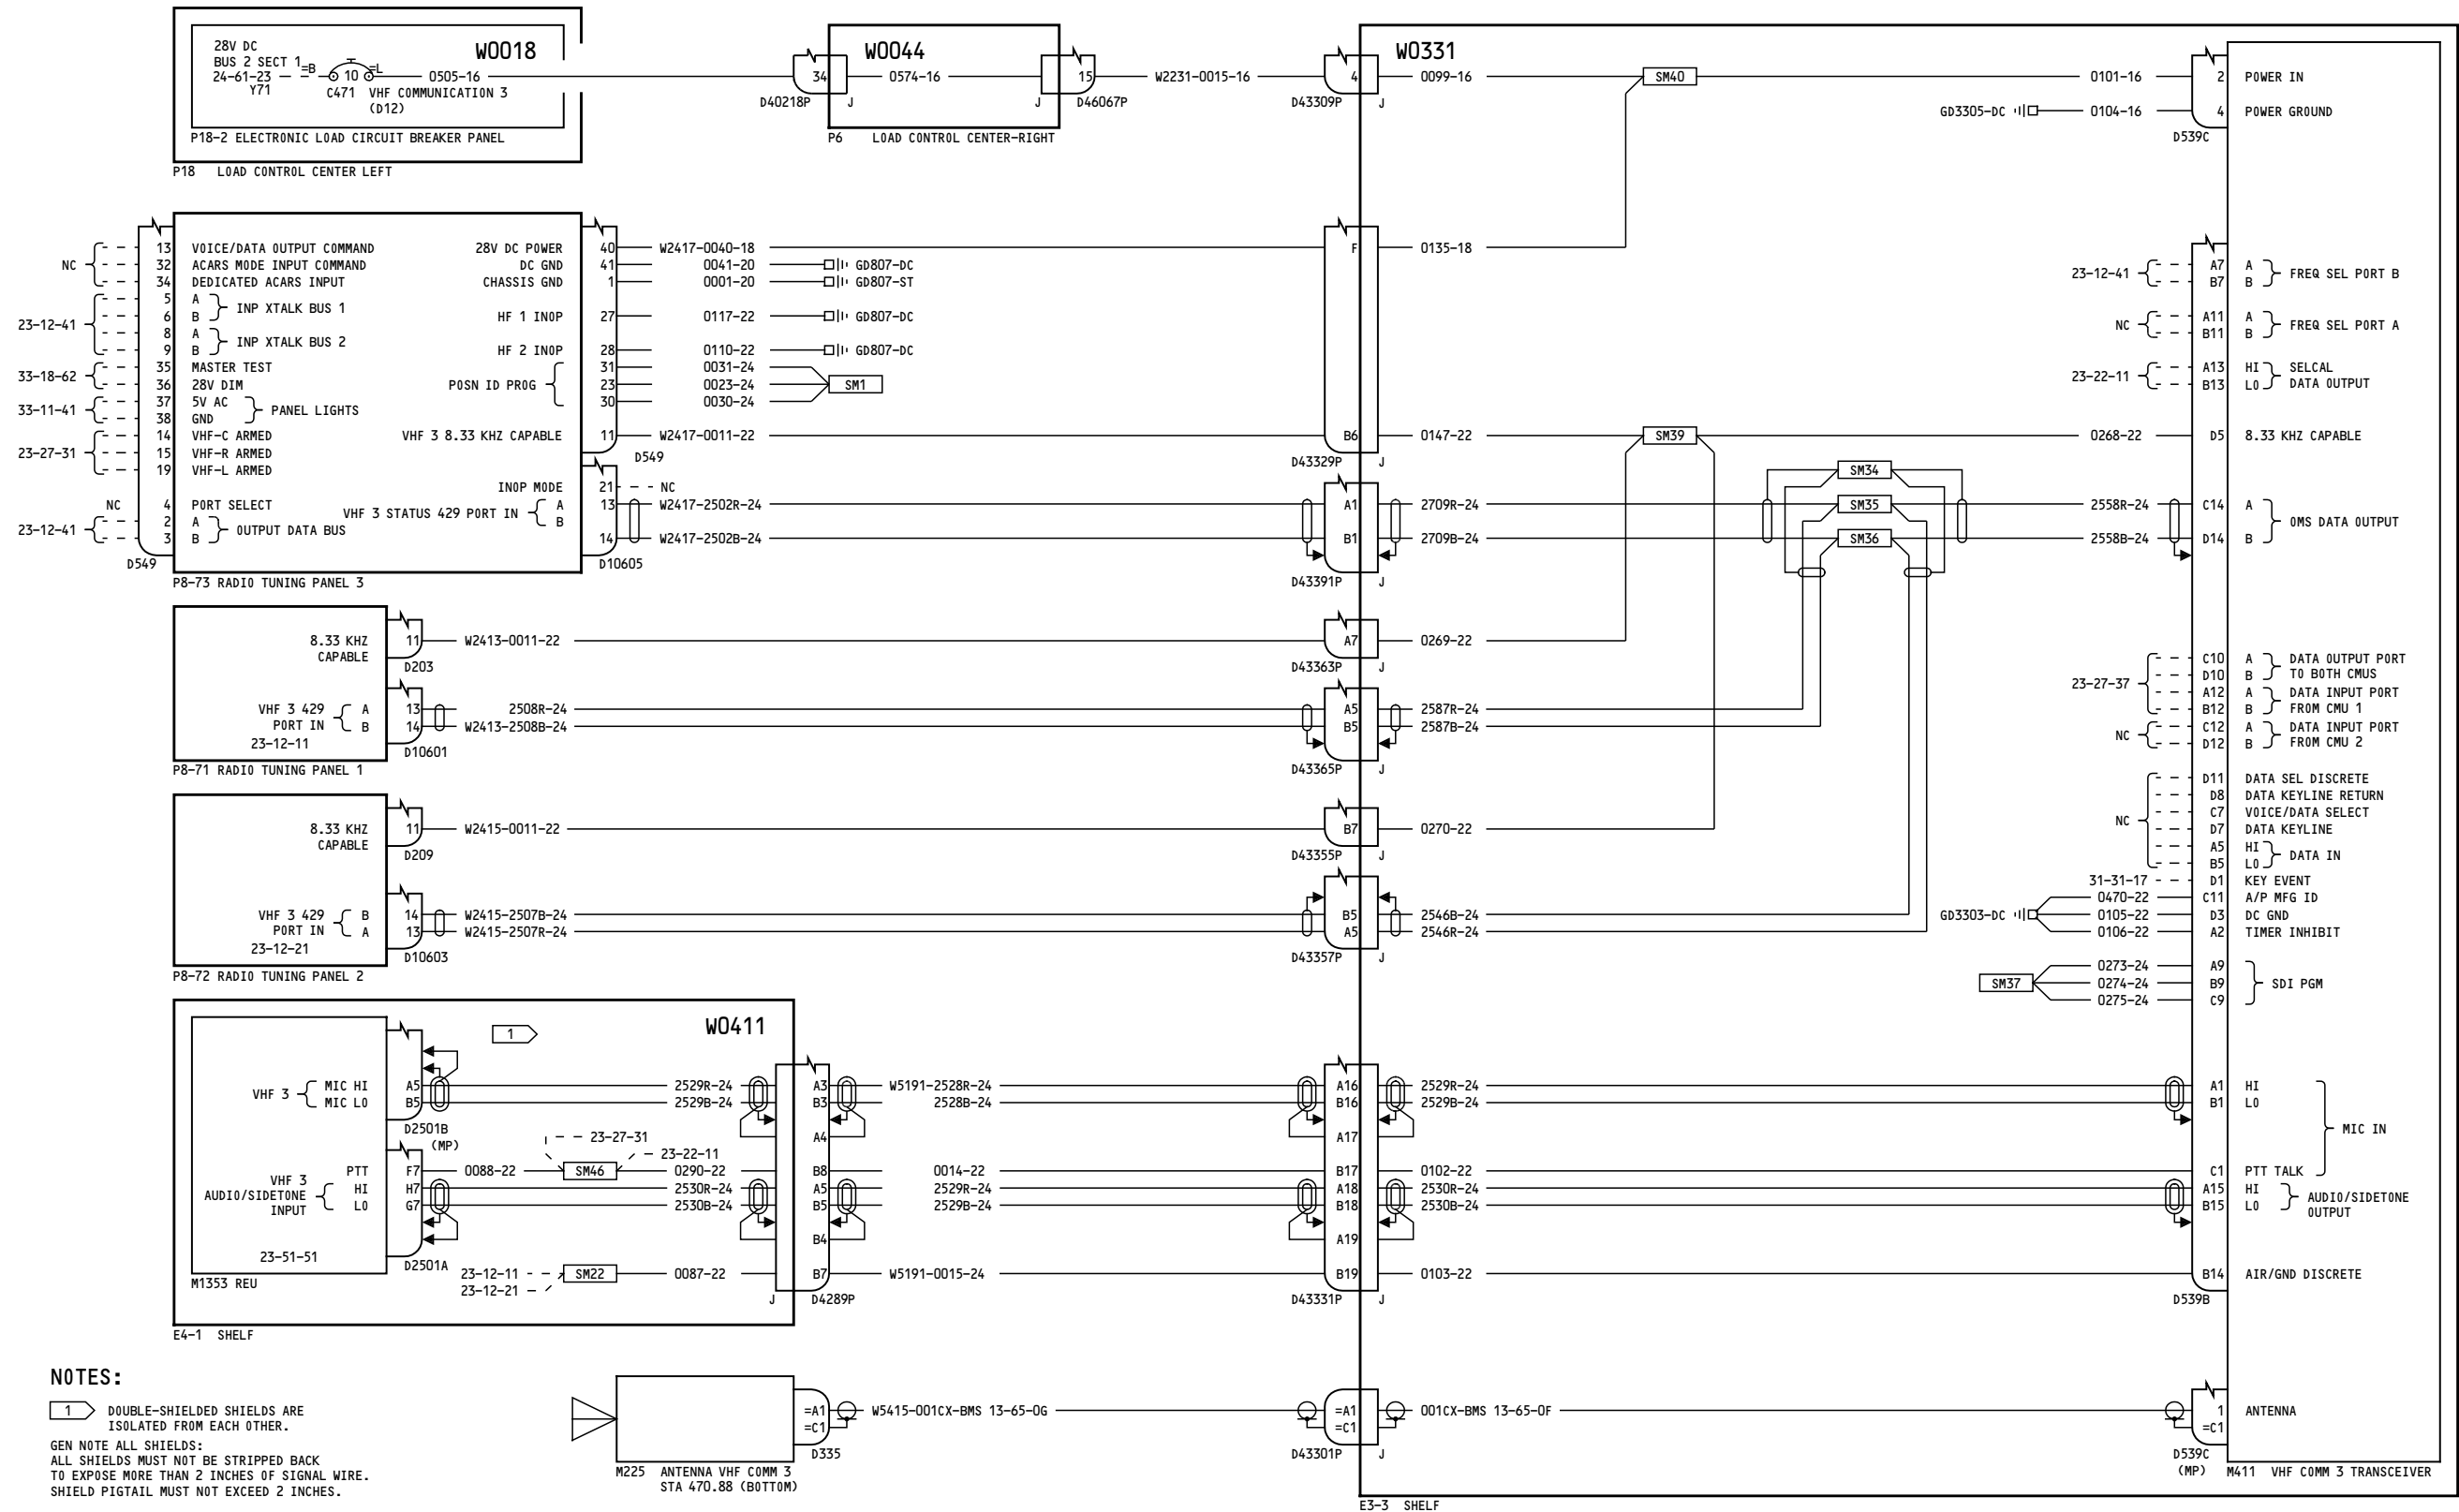 28V DC
BUS 2 SECT 1
24-61-23
Y71
=B
10
=L
C471 VHF COMMUNICATION 3
(D12)
0505-16
W0018
P18-2 ELECTRONIC LOAD CIRCUIT BREAKER PANEL
P18 LOAD CONTROL CENTER LEFT
34
D40218P
J
W0044
0574-16
J
15
D46067P
P6 LOAD CONTROL CENTER-RIGHT
W2231-0015-16
4
D43309P
J
W0331
0099-16
SM40
0101-16
2 POWER IN
GD3305-DC
0104-16
4 POWER GROUND
D539C
NC
13 VOICE/DATA OUTPUT COMMAND
32 ACARS MODE INPUT COMMAND
34 DEDICATED ACARS INPUT
23-12-41
5 A
6 B
INP XTALK BUS 1
8 A
9 B
INP XTALK BUS 2
33-18-62
35 MASTER TEST
36 28V DIM
33-11-41
37 5V AC
38 GND
PANEL LIGHTS
23-27-31
14 VHF-C ARMED
15 VHF-R ARMED
19 VHF-L ARMED
NC 4 PORT SELECT
23-12-41
2 A
3 B
OUTPUT DATA BUS
D549
P8-73 RADIO TUNING PANEL 3
28V DC POWER 40 W2417-0040-18
DC GND 41 0041-20 GD807-DC
CHASSIS GND 1 0001-20 GD807-ST
HF 1 INOP 27 0117-22 GD807-DC
HF 2 INOP 28 0110-22 GD807-DC
POSN ID PROG
31 0031-24
23 0023-24
30 0030-24
SM1
VHF 3 8.33 KHZ CAPABLE 11 W2417-0011-22
D549
INOP MODE 21 NC
VHF 3 STATUS 429 PORT IN
A 13 W2417-2502R-24
B 14 W2417-2502B-24
D10605
F 0135-18
B6 0147-22
D43329P
J
SM39
0268-22
D5 8.33 KHZ CAPABLE
A1 2709R-24
B1 2709B-24
D43391P
J
SM34
SM35
SM36
2558R-24 C14 A
2558B-24 D14 B
OMS DATA OUTPUT
23-12-41
A7 A
B7 B
FREQ SEL PORT B
NC
A11 A
B11 B
FREQ SEL PORT A
23-22-11
A13 HI
B13 LO
SELCAL
DATA OUTPUT
8.33 KHZ
CAPABLE
11 W2413-0011-22
D203
A7 0269-22
D43363P
J
VHF 3 429
PORT IN
A 13 2508R-24
B 14 W2413-2508B-24
23-12-11
D10601
P8-71 RADIO TUNING PANEL 1
A5 2587R-24
B5 2587B-24
D43365P
J
23-27-37
C10 A
D10 B
DATA OUTPUT PORT
TO BOTH CMUS
A12 A
B12 B
DATA INPUT PORT
FROM CMU 1
NC
C12 A
D12 B
DATA INPUT PORT
FROM CMU 2
8.33 KHZ
CAPABLE
11 W2415-0011-22
D209
B7 0270-22
D43355P
J
VHF 3 429
PORT IN
B 14 W2415-2507B-24
A 13 W2415-2507R-24
23-12-21
D10603
P8-72 RADIO TUNING PANEL 2
B5 2546B-24
A5 2546R-24
D43357P
J
NC
D11 DATA SEL DISCRETE
D8 DATA KEYLINE RETURN
C7 VOICE/DATA SELECT
D7 DATA KEYLINE
A5 HI
B5 LO
DATA IN
31-31-17 D1 KEY EVENT
GD3303-DC
0470-22 C11 A/P MFG ID
0105-22 D3 DC GND
0106-22 A2 TIMER INHIBIT
SM37
0273-24 A9
0274-24 B9
0275-24 C9
SDI PGM
1
W0411
VHF 3
MIC HI A5
MIC LO B5
D2501B
(MP)
2529R-24
2529B-24
A3 W5191-2528R-24
B3 2528B-24
A4
A16 2529R-24
B16 2529B-24
A17
A1 HI
B1 LO
MIC IN
23-27-31
23-22-11
PTT F7 0088-22 SM46 0290-22
B8 0014-22
B17 0102-22
C1 PTT TALK
VHF 3
AUDIO/SIDETONE
INPUT
HI H7
LO G7
2530R-24
2530B-24
A5 2529R-24
B5 2529B-24
B4
A18 2530R-24
B18 2530B-24
A19
A15 HI
B15 LO
AUDIO/SIDETONE
OUTPUT
23-51-51
D2501A
M1353 REU
23-12-11
23-12-21
SM22
0087-22
B7 W5191-0015-24
B19 0103-22
B14 AIR/GND DISCRETE
J
D4289P
D43331P
J
D539B
E4-1 SHELF
NOTES:
1 DOUBLE-SHIELDED SHIELDS ARE
ISOLATED FROM EACH OTHER.
GEN NOTE ALL SHIELDS:
ALL SHIELDS MUST NOT BE STRIPPED BACK
TO EXPOSE MORE THAN 2 INCHES OF SIGNAL WIRE.
SHIELD PIGTAIL MUST NOT EXCEED 2 INCHES.
=A1
=C1
D335
M225 ANTENNA VHF COMM 3
STA 470.88 (BOTTOM)
W5415-001CX-BMS 13-65-0G
=A1
=C1
D43301P
J
001CX-BMS 13-65-0F
1 ANTENNA
=C1
D539C
(MP)
M411 VHF COMM 3 TRANSCEIVER
E3-3 SHELF